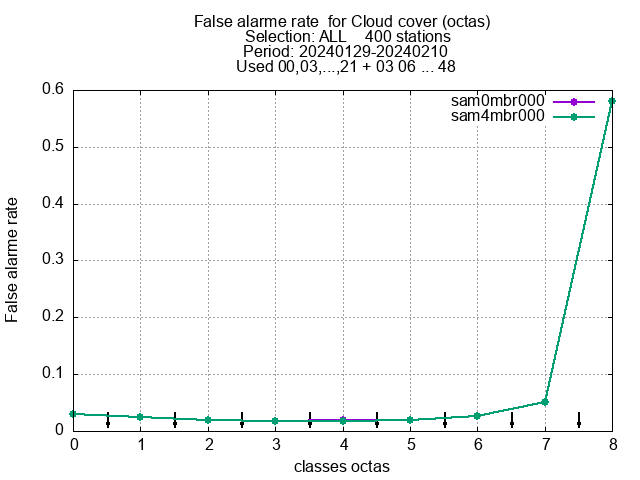 False alarme rate  for Cloud cover (octas)
Selection: ALL    400 stations
Period: 20240129-20240210
Used 00,03,...,21 + 03 06 ... 48
sam0mbr000
sam4mbr000
False alarme rate
0.6
0.5
0.4
0.3
0.2
0.1
0
0 1 2 3 4 5 6 7 8
classes octas